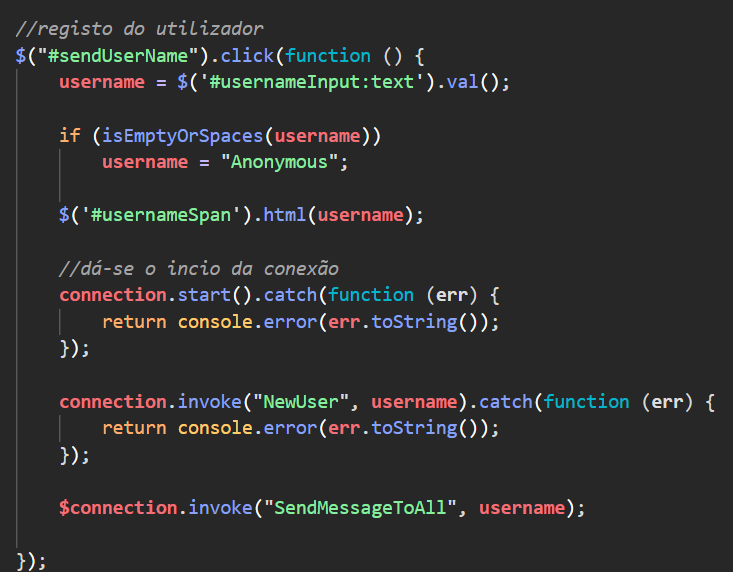 //registo do utilizador
$("#sendUserName").click(function () {
username = $('#usernameInput:text').val();
if (isEmptyOrSpaces(username))
username = "Anonymous";
$('#usernameSpan').html(username);
//dá-se o incio da conexão
connection.start().catch(function (err) {
return console.error(err.toString());
});
connection.invoke("NewUser", username).catch(function (err) {
return console.error(err.toString());
});
$connection.invoke("SendMessageToAll", username);
});